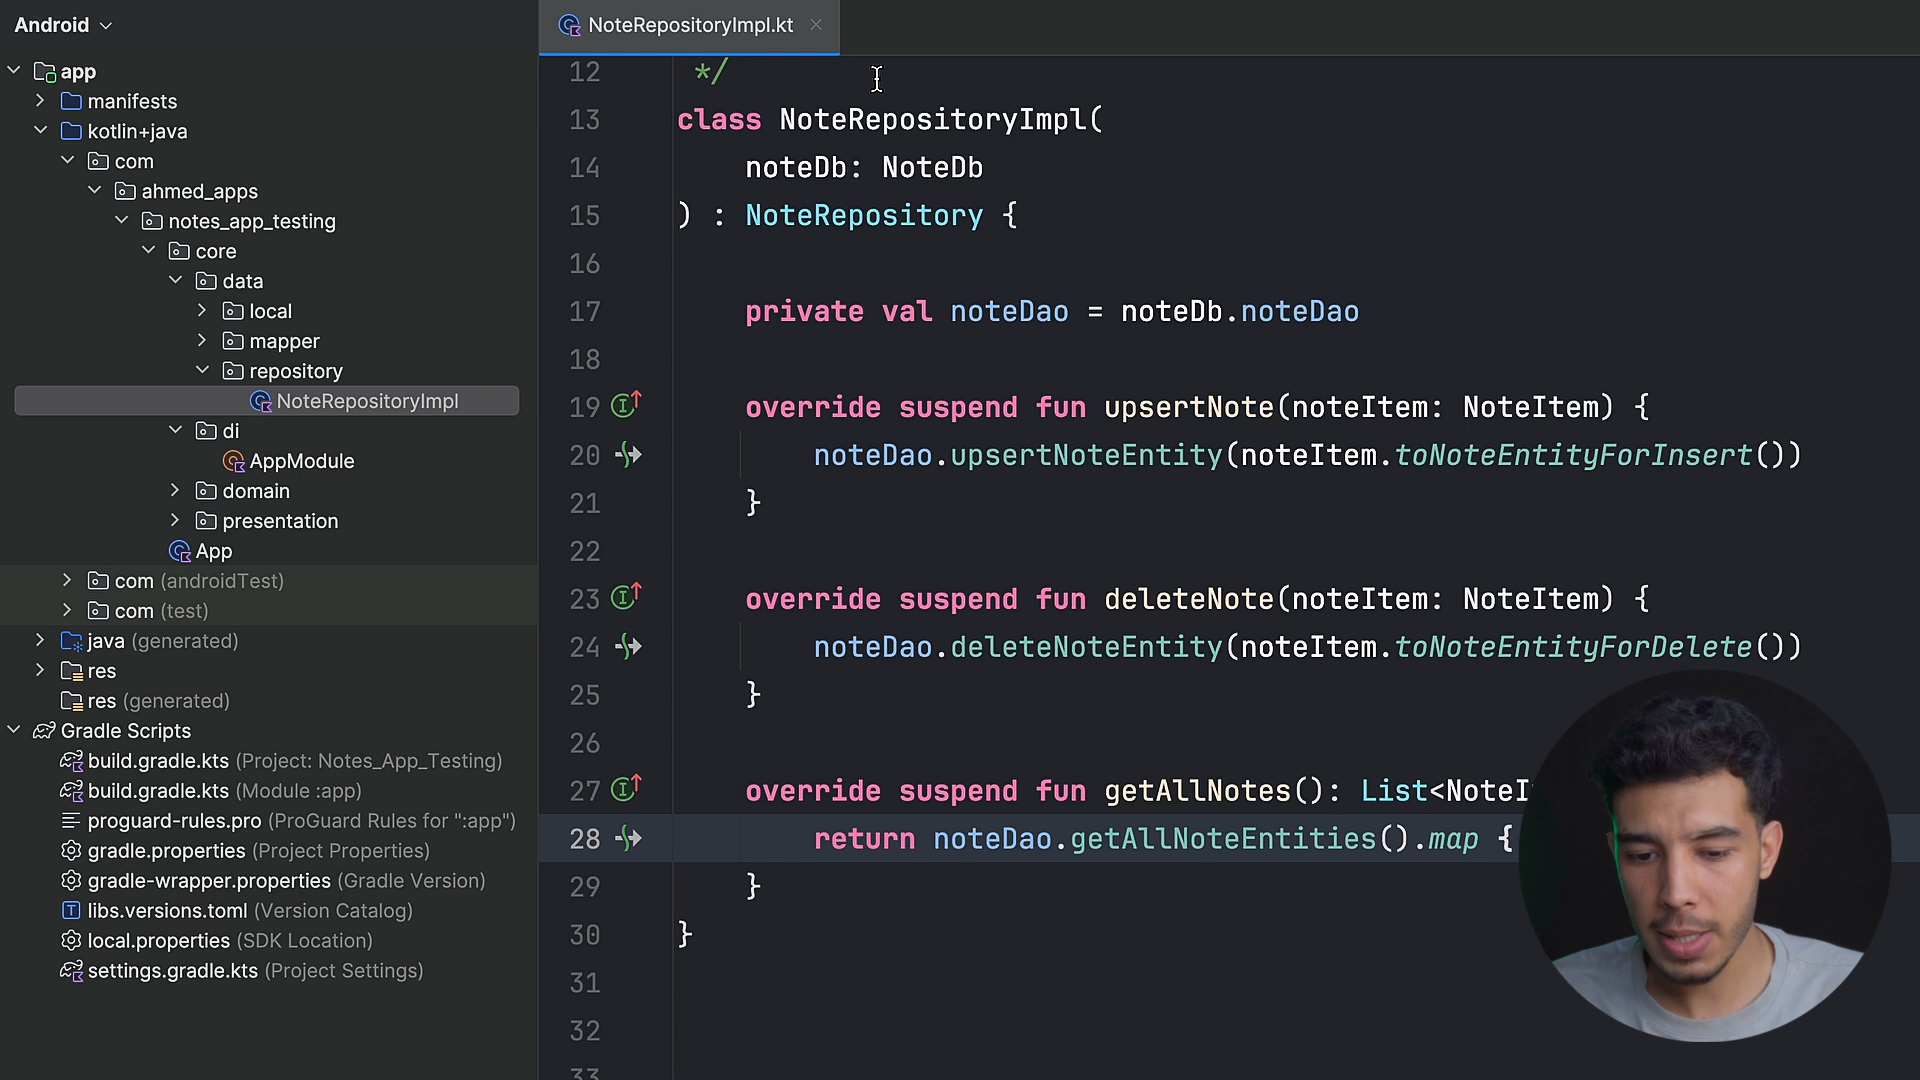 Android
app
manifests
kotlin+java
com
ahmed_apps
notes_app_testing
core
data
local
mapper
repository
NoteRepositoryImpl
di
AppModule
domain
presentation
App
com (androidTest)
com (test)
java (generated)
res
res (generated)
Gradle Scripts
build.gradle.kts (Project: Notes_App_Testing)
build.gradle.kts (Module :app)
proguard-rules.pro (ProGuard Rules for ":app")
gradle.properties (Project Properties)
gradle-wrapper.properties (Gradle Version)
libs.versions.toml (Version Catalog)
local.properties (SDK Location)
settings.gradle.kts (Project Settings)
NoteRepositoryImpl.kt
12 */
13 class NoteRepositoryImpl(
14 noteDb: NoteDb
15 ) : NoteRepository {
16
17 private val noteDao = noteDb.noteDao
18
19 override suspend fun upsertNote(noteItem: NoteItem) {
20 noteDao.upsertNoteEntity(noteItem.toNoteEntityForInsert())
21 }
22
23 override suspend fun deleteNote(noteItem: NoteItem) {
24 noteDao.deleteNoteEntity(noteItem.toNoteEntityForDelete())
25 }
26
27 override suspend fun getAllNotes(): List<NoteI
28 return noteDao.getAllNoteEntities().map {
29 }
30 }
31
32
33